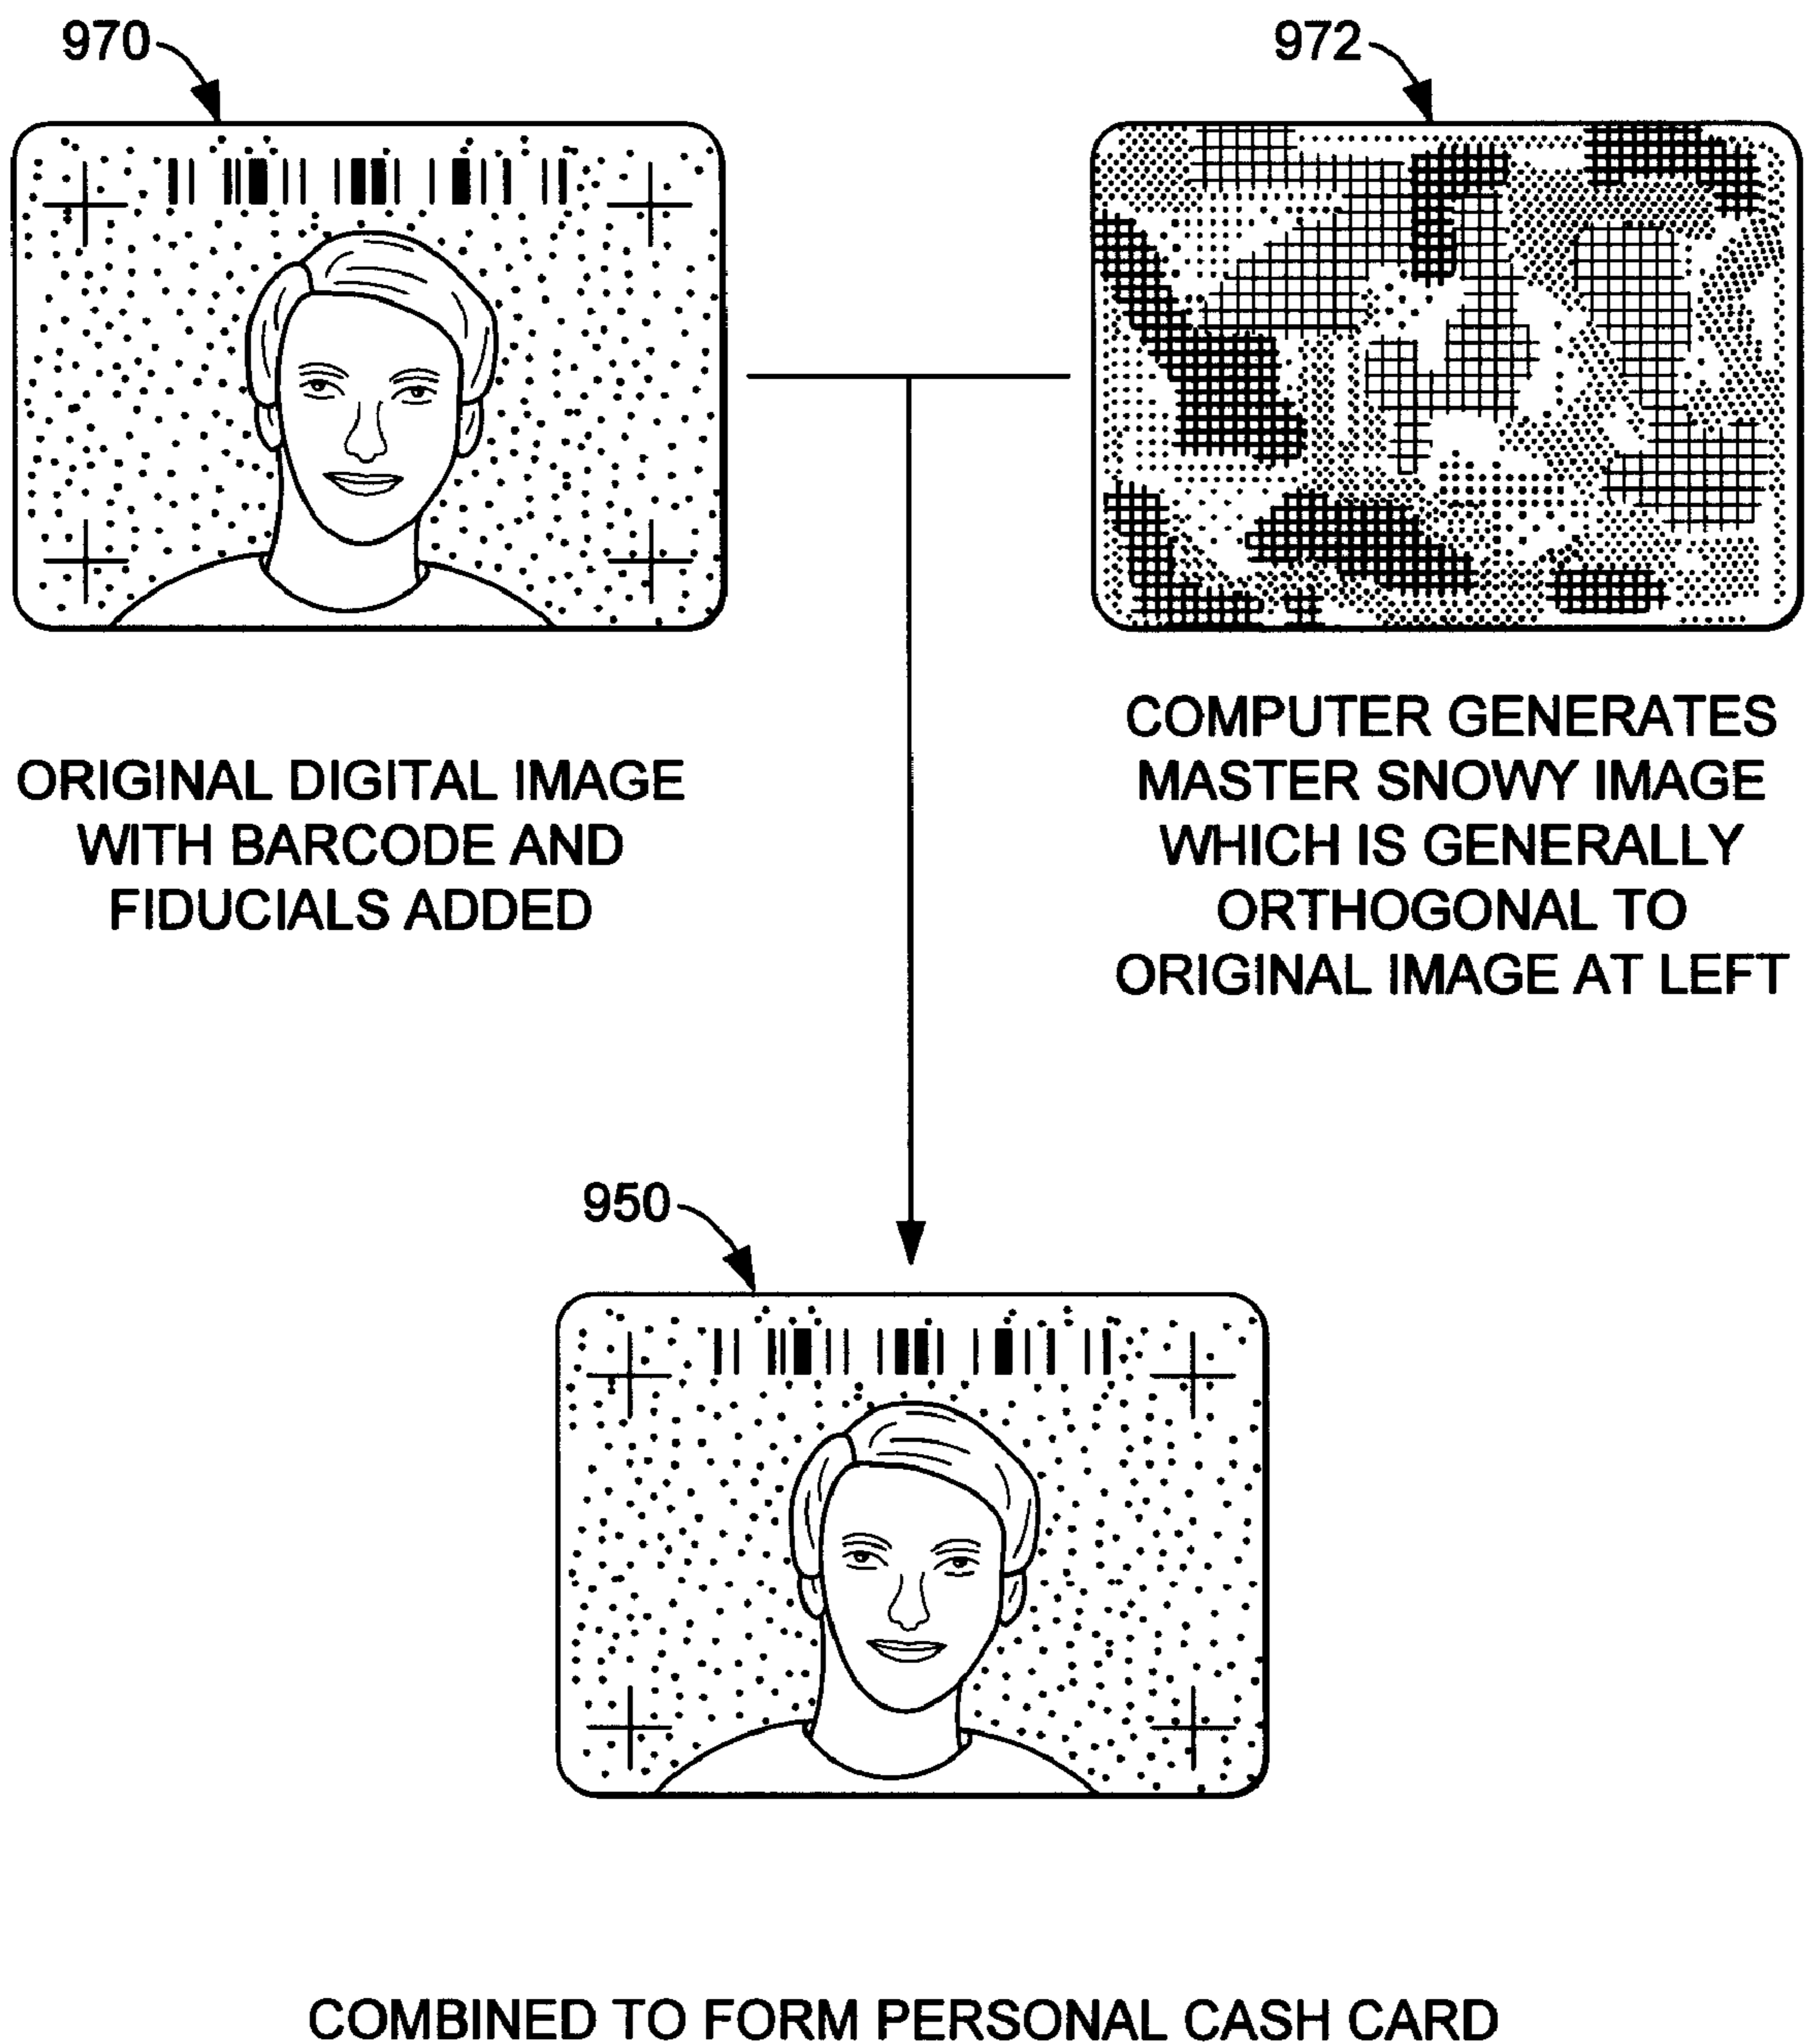 970
972
ORIGINAL DIGITAL IMAGE
WITH BARCODE AND
FIDUCIALS ADDED
COMPUTER GENERATES
MASTER SNOWY IMAGE
WHICH IS GENERALLY
ORTHOGONAL TO
ORIGINAL IMAGE AT LEFT
950
COMBINED TO FORM PERSONAL CASH CARD